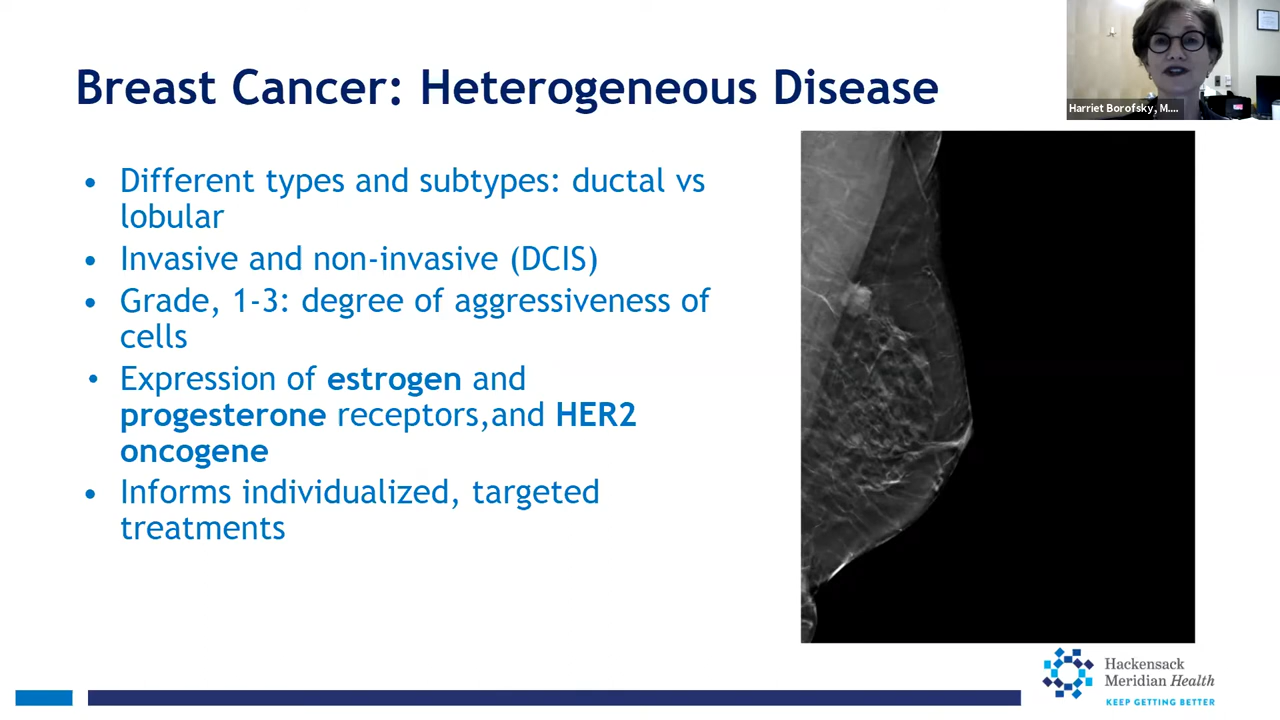 Harriet Borofsky, M....
Breast Cancer: Heterogeneous Disease
• Different types and subtypes: ductal vs
lobular
• Invasive and non-invasive (DCIS)
• Grade, 1-3: degree of aggressiveness of
cells
• Expression of estrogen and
progesterone receptors,and HER2
oncogene
• Informs individualized, targeted
treatments
Hackensack
Meridian Health
KEEP GETTING BETTER